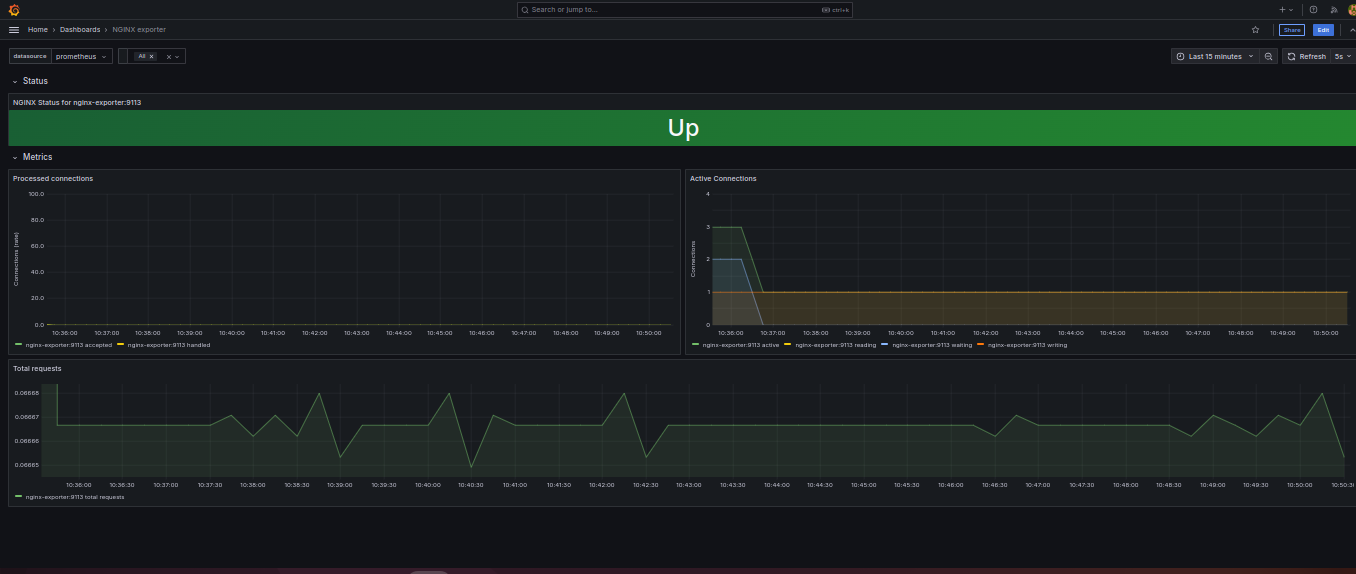 Search or jump to...
ctrl+k
Home › Dashboards › NGINX exporter
Share
Edit
datasource prometheus
All ×
Last 15 minutes
Refresh 5s
Status
NGINX Status for nginx-exporter:9113
Up
Metrics
Processed connections
Connections (rate)
100.0
80.0
60.0
40.0
20.0
0.0
10:36:00 10:37:00 10:38:00 10:39:00 10:40:00 10:41:00 10:42:00 10:43:00 10:44:00 10:45:00 10:46:00 10:47:00 10:48:00 10:49:00 10:50:00
nginx-exporter:9113 accepted nginx-exporter:9113 handled
Active Connections
Connections
4
3
2
1
0
10:36:00 10:37:00 10:38:00 10:39:00 10:40:00 10:41:00 10:42:00 10:43:00 10:44:00 10:45:00 10:46:00 10:47:00 10:48:00 10:49:00 10:50:00
nginx-exporter:9113 active nginx-exporter:9113 reading nginx-exporter:9113 waiting nginx-exporter:9113 writing
Total requests
0.06668
0.06667
0.06666
0.06665
10:36:00 10:36:30 10:37:00 10:37:30 10:38:00 10:38:30 10:39:00 10:39:30 10:40:00 10:40:30 10:41:00 10:41:30 10:42:00 10:42:30 10:43:00 10:43:30 10:44:00 10:44:30 10:45:00 10:45:30 10:46:00 10:46:30 10:47:00 10:47:30 10:48:00 10:48:30 10:49:00 10:49:30 10:50:00 10:50:3
nginx-exporter:9113 total requests